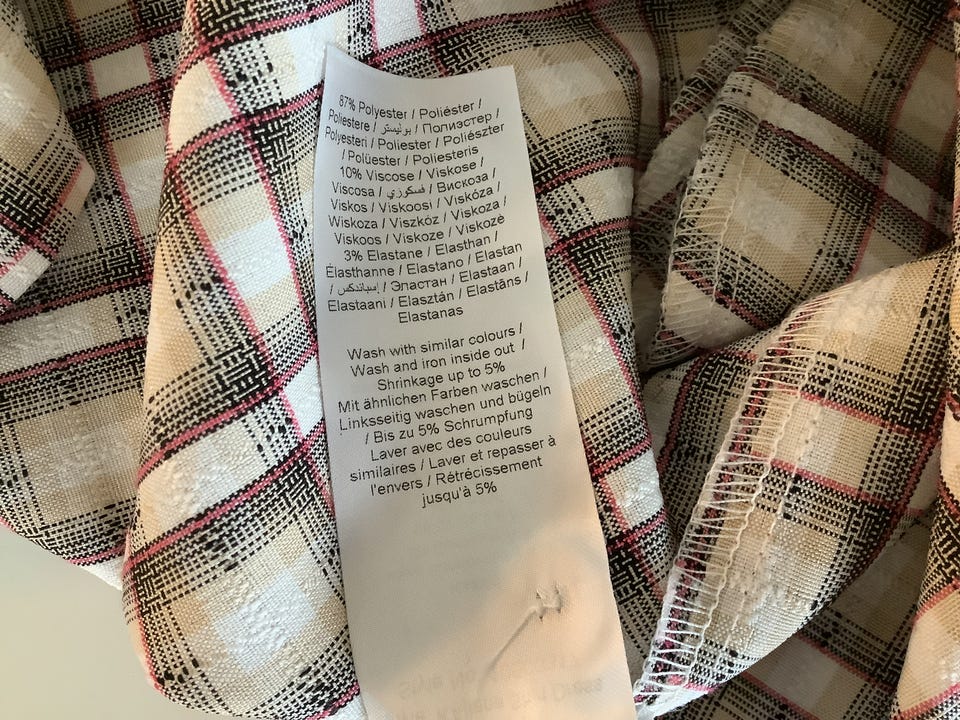 87% Polyester / Poliéster /
Poliestere / بوليستر / Полиэстер /
Polyesteri / Poliester / Poliészter
/ Polüester / Poliesteris
10% Viscose / Viskose /
Viscosa / فسكوزي / Вискоза /
Viskos / Viskoosi / Viskóza /
Wiskoza / Viszkóz / Viskoza /
Viskoos / Viskoze / Viskozė
3% Elastane / Elasthan /
Élasthanne / Elastano / Elastan
/ إسباندكس / Эластан / Elastaan /
Elastaani / Elasztán / Elastāns /
Elastanas
Wash with similar colours /
Wash and iron inside out /
Shrinkage up to 5%
Mit ähnlichen Farben waschen /
Linksseitig waschen und bügeln
/ Bis zu 5% Schrumpfung
Laver avec des couleurs
similaires / Laver et repasser à
l'envers / Rétrécissement
jusqu'à 5%